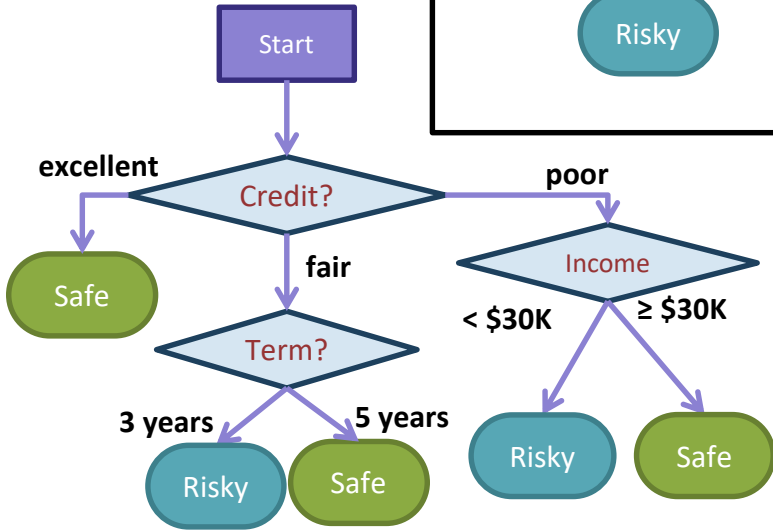 Risky
Start
excellent
poor
Credit?
fair
Income
Safe
< $30K
≥ $30K
Term?
3 years
5 years
Risky
Safe
Risky
Safe